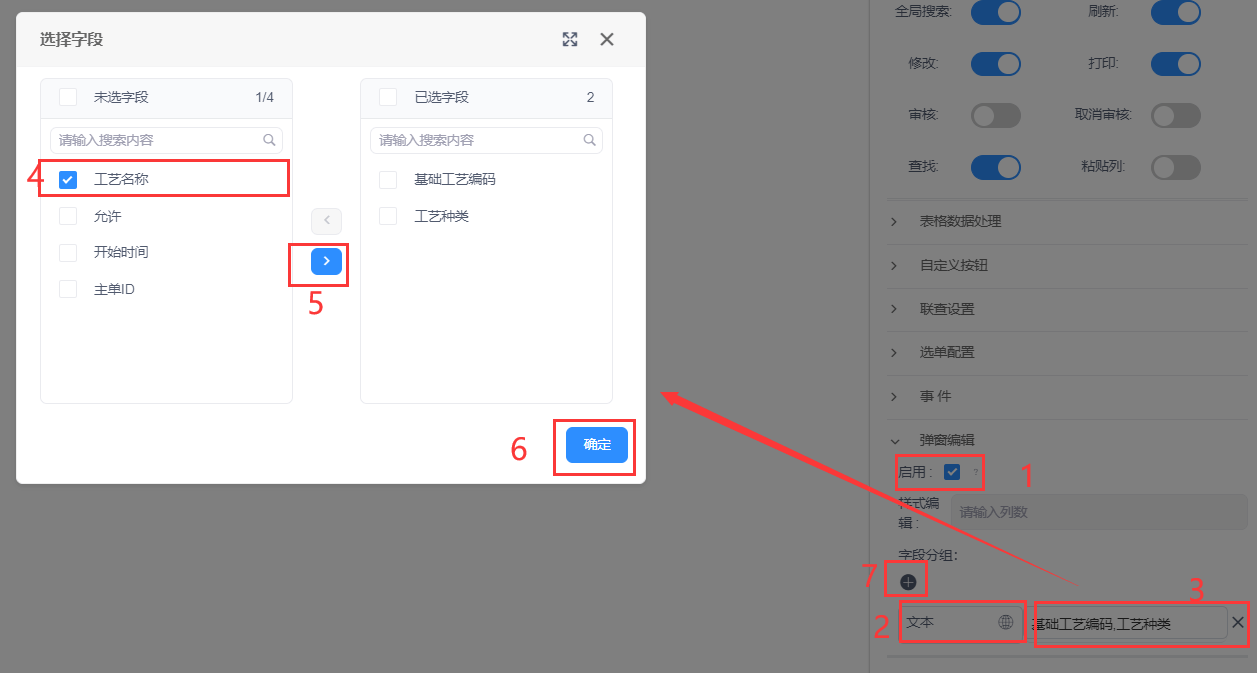 选择字段
未选字段 1/4
请输入搜索内容
4
工艺名称
允许
开始时间
主单ID
5
已选字段 2
请输入搜索内容
基础工艺编码
工艺种类
6
确定
全局搜索: 刷新:
修改: 打印:
审核: 取消审核:
查找: 粘贴列:
表格数据处理
自定义按钮
联查设置
选单配置
事 件
弹窗编辑
启用 : ? 1
样式编
辑 :
请输入列数
字段分组:
7
3
2 文本 基础工艺编码,工艺种类